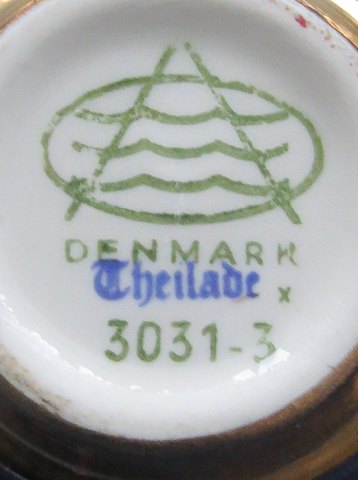 DENMARK
Theilade x
3031-3